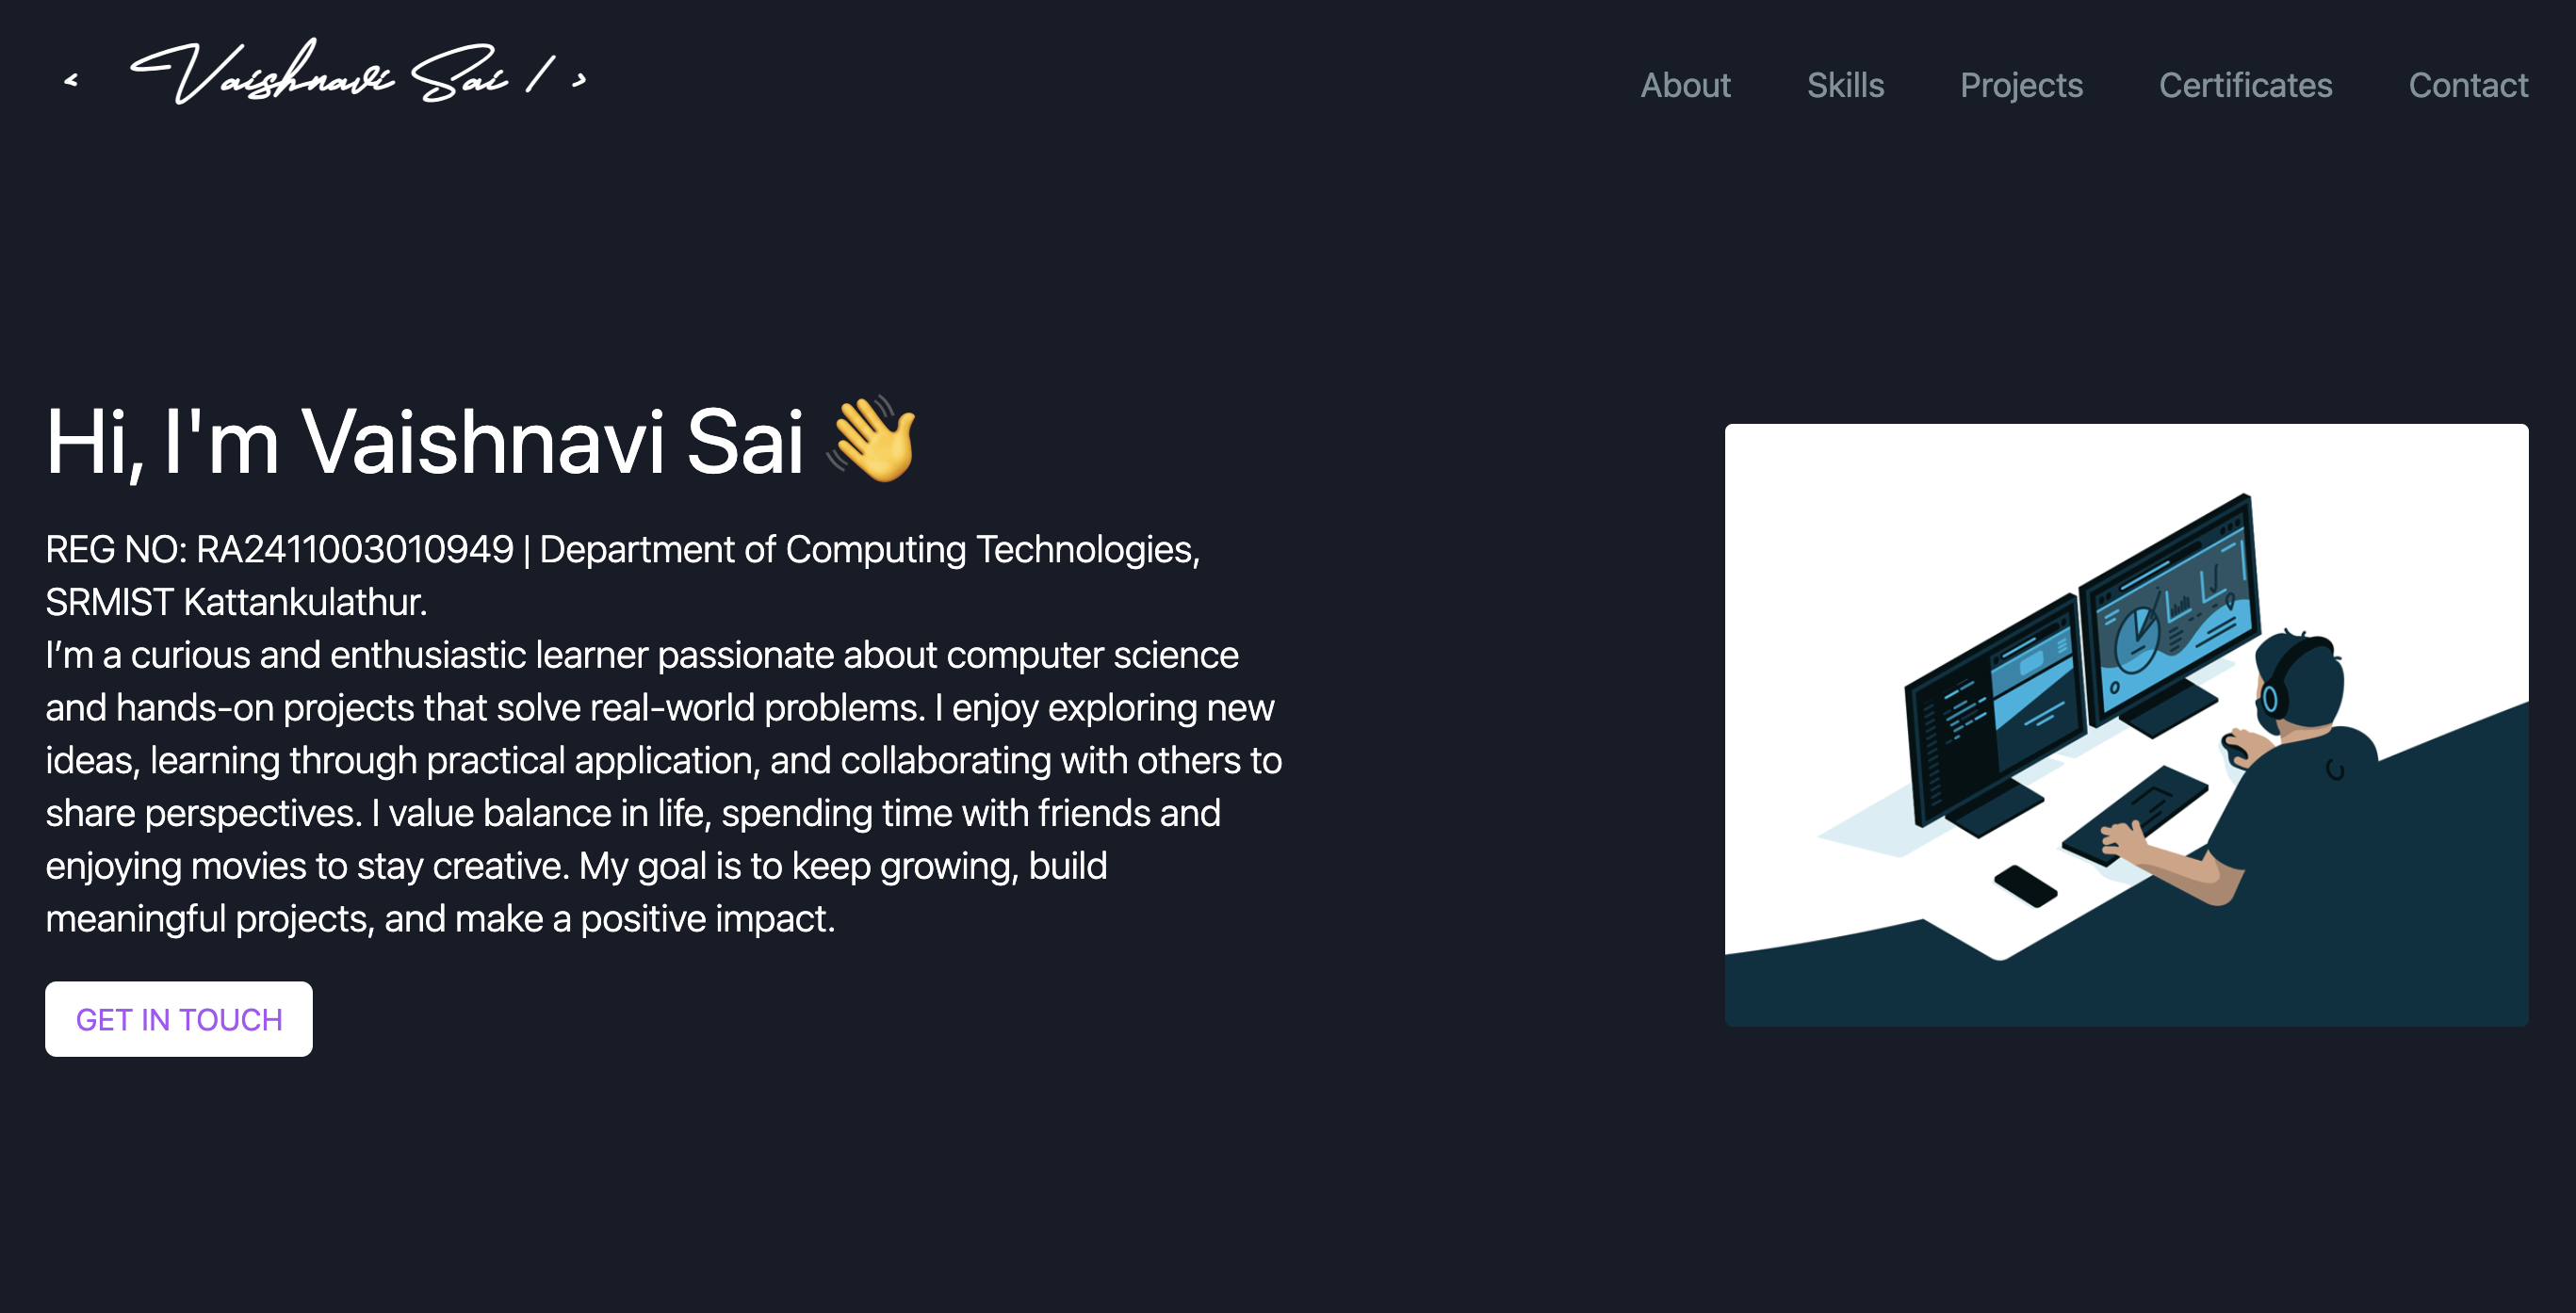 < Vaishnavi Sai / >
About Skills Projects Certificates Contact
Hi, I'm Vaishnavi Sai 👋
REG NO: RA2411003010949 | Department of Computing Technologies,
SRMIST Kattankulathur.
I’m a curious and enthusiastic learner passionate about computer science
and hands-on projects that solve real-world problems. I enjoy exploring new
ideas, learning through practical application, and collaborating with others to
share perspectives. I value balance in life, spending time with friends and
enjoying movies to stay creative. My goal is to keep growing, build
meaningful projects, and make a positive impact.
GET IN TOUCH